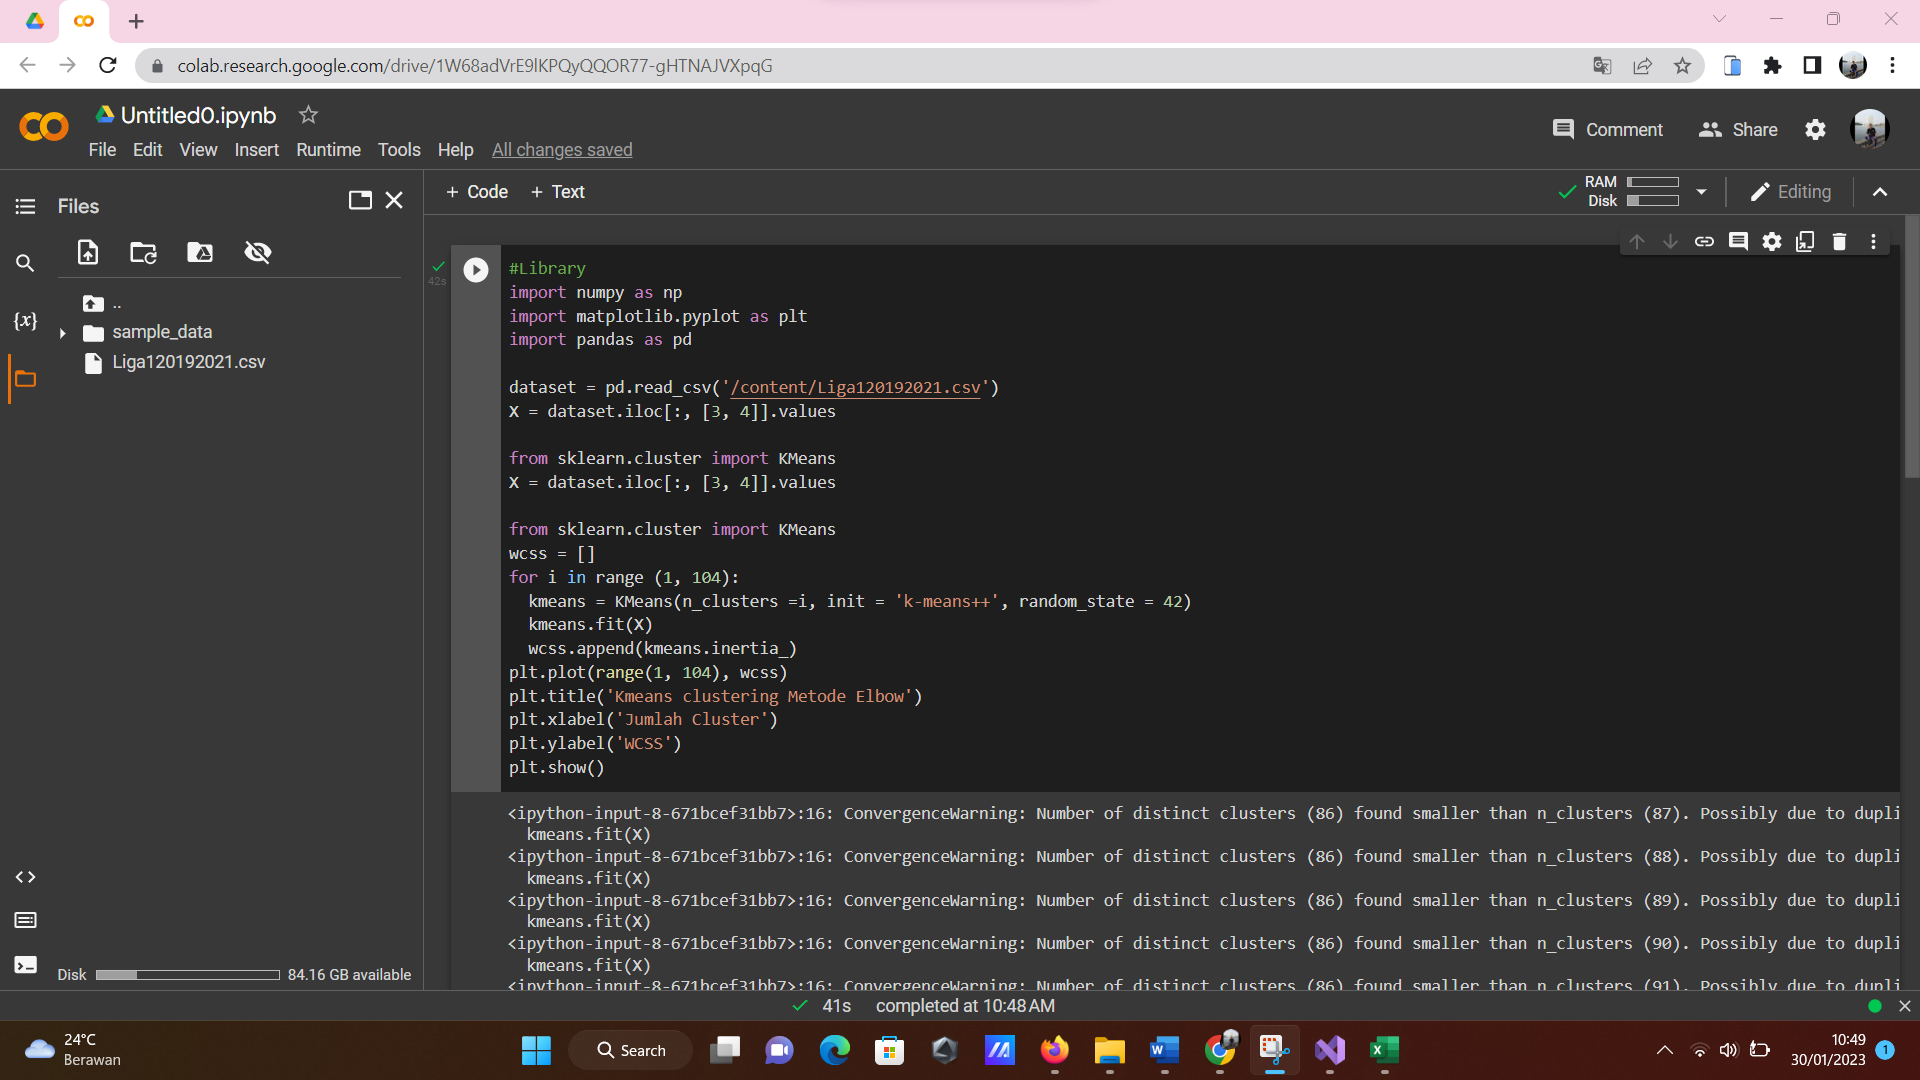 colab.research.google.com/drive/1W68adVrE9lKPQyQQOR77-gHTNAJVXpqG
Untitled0.ipynb
Comment
Share
File Edit View Insert Runtime Tools Help All changes saved
Files
+ Code + Text
RAM
Disk
Editing
..
sample_data
Liga120192021.csv
{x}
42s
#Library
import numpy as np
import matplotlib.pyplot as plt
import pandas as pd
dataset = pd.read_csv('/content/Liga120192021.csv')
X = dataset.iloc[:, [3, 4]].values
from sklearn.cluster import KMeans
X = dataset.iloc[:, [3, 4]].values
from sklearn.cluster import KMeans
wcss = []
for i in range (1, 104):
  kmeans = KMeans(n_clusters =i, init = 'k-means++', random_state = 42)
  kmeans.fit(X)
  wcss.append(kmeans.inertia_)
plt.plot(range(1, 104), wcss)
plt.title('Kmeans clustering Metode Elbow')
plt.xlabel('Jumlah Cluster')
plt.ylabel('WCSS')
plt.show()
<ipython-input-8-671bcef31bb7>:16: ConvergenceWarning: Number of distinct clusters (86) found smaller than n_clusters (87). Possibly due to dupli
  kmeans.fit(X)
<ipython-input-8-671bcef31bb7>:16: ConvergenceWarning: Number of distinct clusters (86) found smaller than n_clusters (88). Possibly due to dupli
  kmeans.fit(X)
<ipython-input-8-671bcef31bb7>:16: ConvergenceWarning: Number of distinct clusters (86) found smaller than n_clusters (89). Possibly due to dupli
  kmeans.fit(X)
<ipython-input-8-671bcef31bb7>:16: ConvergenceWarning: Number of distinct clusters (86) found smaller than n_clusters (90). Possibly due to dupli
  kmeans.fit(X)
<ipython-input-8-671bcef31bb7>:16: ConvergenceWarning: Number of distinct clusters (86) found smaller than n_clusters (91). Possibly due to dupli
Disk 84.16 GB available
41s completed at 10:48 AM
24°C
Berawan
Search
10:49
30/01/2023
1